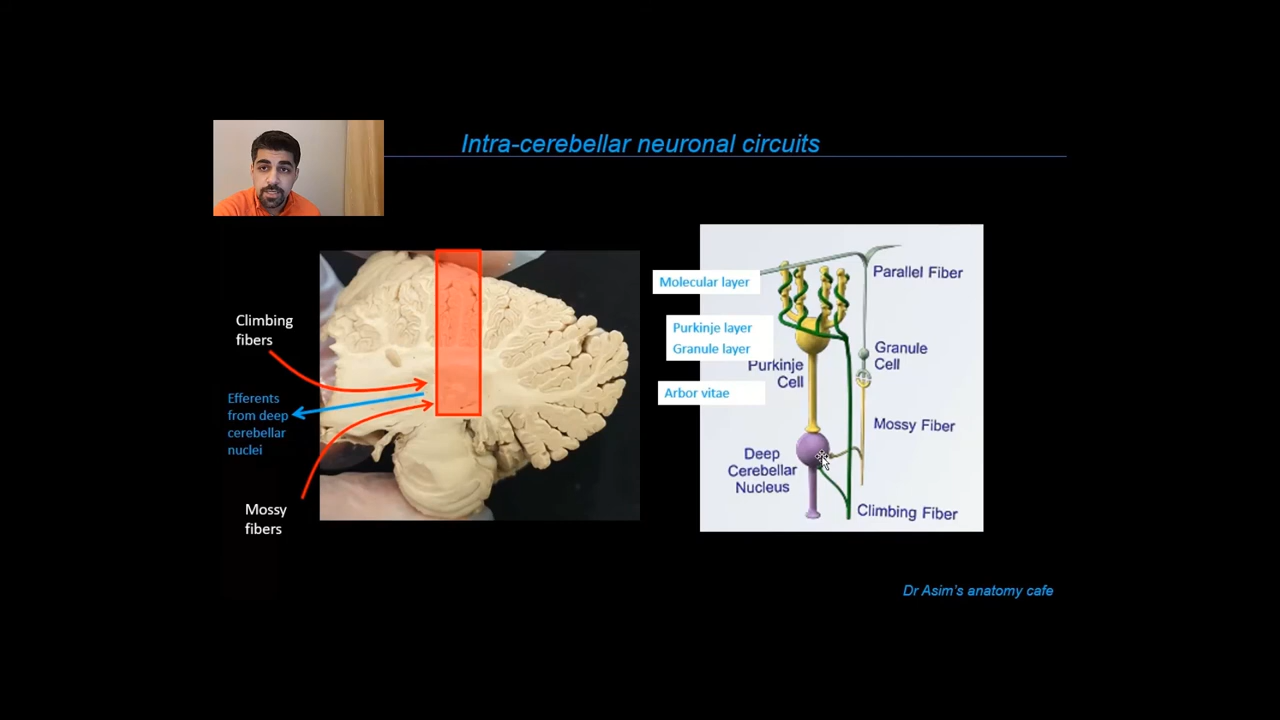 Intra-cerebellar neuronal circuits
Climbing
fibers
Efferents
from deep
cerebellar
nuclei
Mossy
fibers
Molecular layer
Purkinje layer
Granule layer
Arbor vitae
Parallel Fiber
Granule
Cell
Purkinje
Cell
Mossy Fiber
Deep
Cerebellar
Nucleus
Climbing Fiber
Dr Asim's anatomy cafe